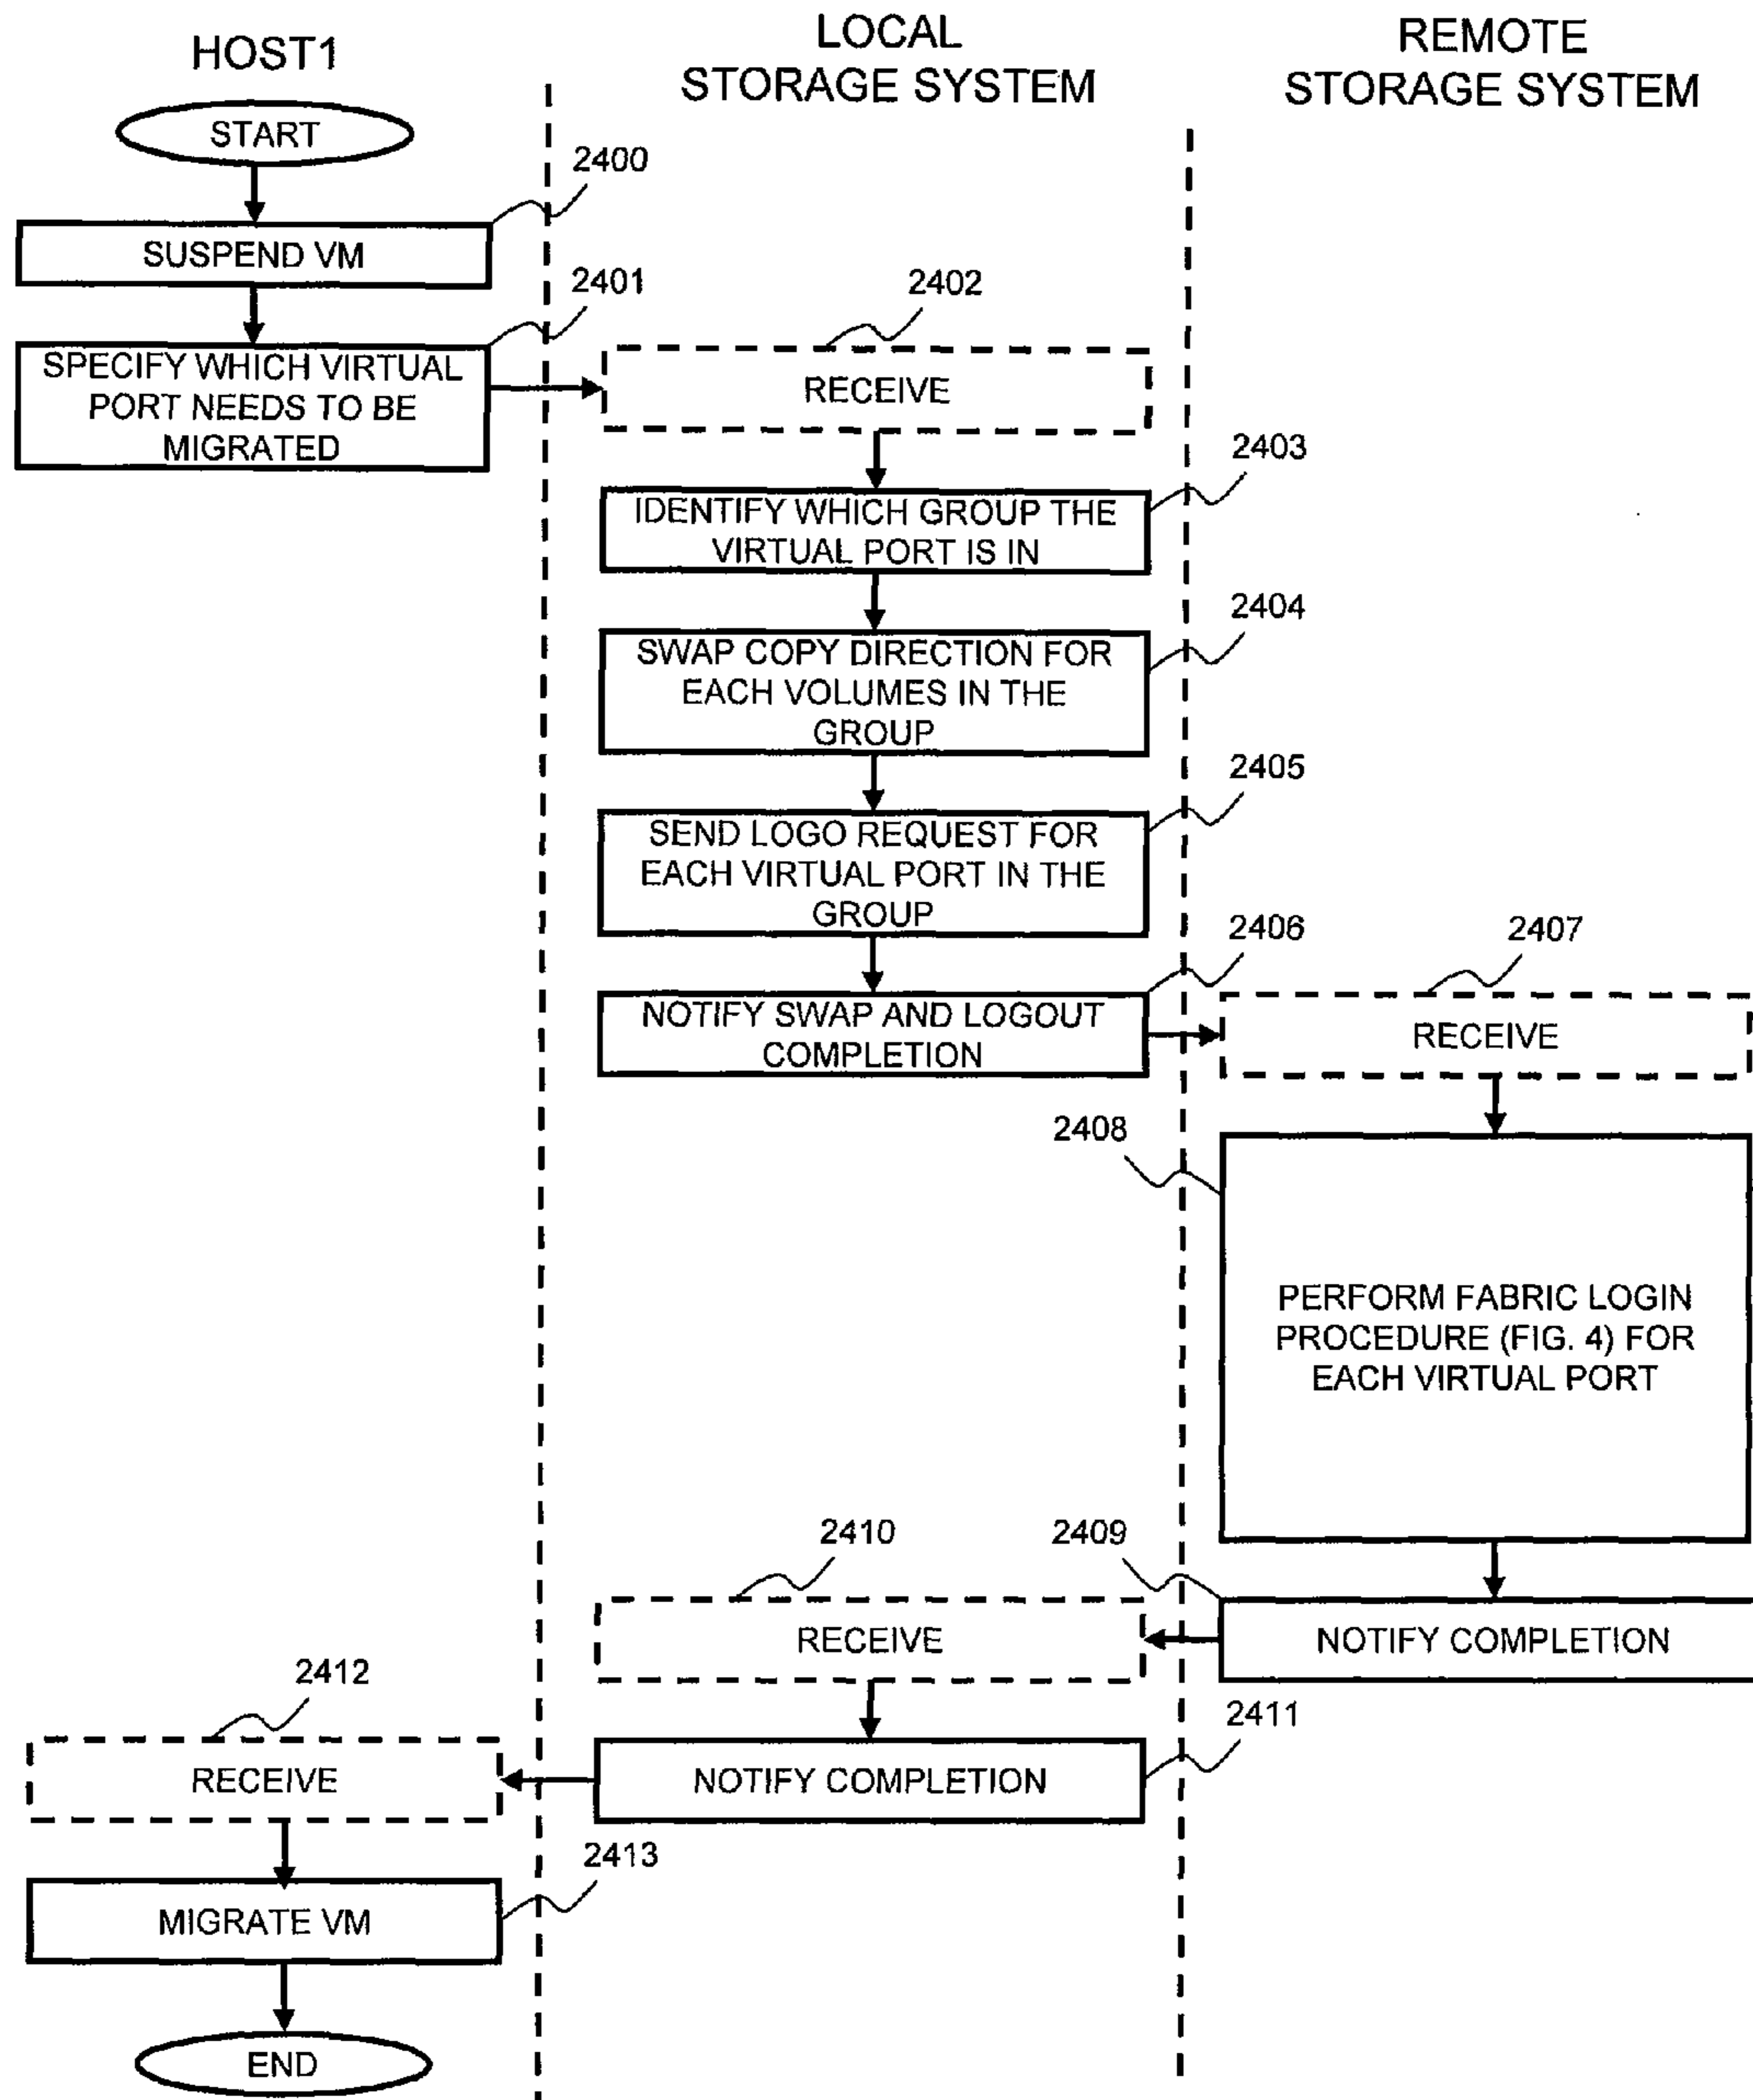 HOST1
LOCAL
STORAGE SYSTEM
REMOTE
STORAGE SYSTEM
START
2400
SUSPEND VM
2401
SPECIFY WHICH VIRTUAL
PORT NEEDS TO BE
MIGRATED
2402
RECEIVE
2403
IDENTIFY WHICH GROUP THE
VIRTUAL PORT IS IN
2404
SWAP COPY DIRECTION FOR
EACH VOLUMES IN THE
GROUP
2405
SEND LOGO REQUEST FOR
EACH VIRTUAL PORT IN THE
GROUP
2406
NOTIFY SWAP AND LOGOUT
COMPLETION
2407
RECEIVE
2408
PERFORM FABRIC LOGIN
PROCEDURE (FIG. 4) FOR
EACH VIRTUAL PORT
2409
NOTIFY COMPLETION
2410
RECEIVE
2411
NOTIFY COMPLETION
2412
RECEIVE
2413
MIGRATE VM
END